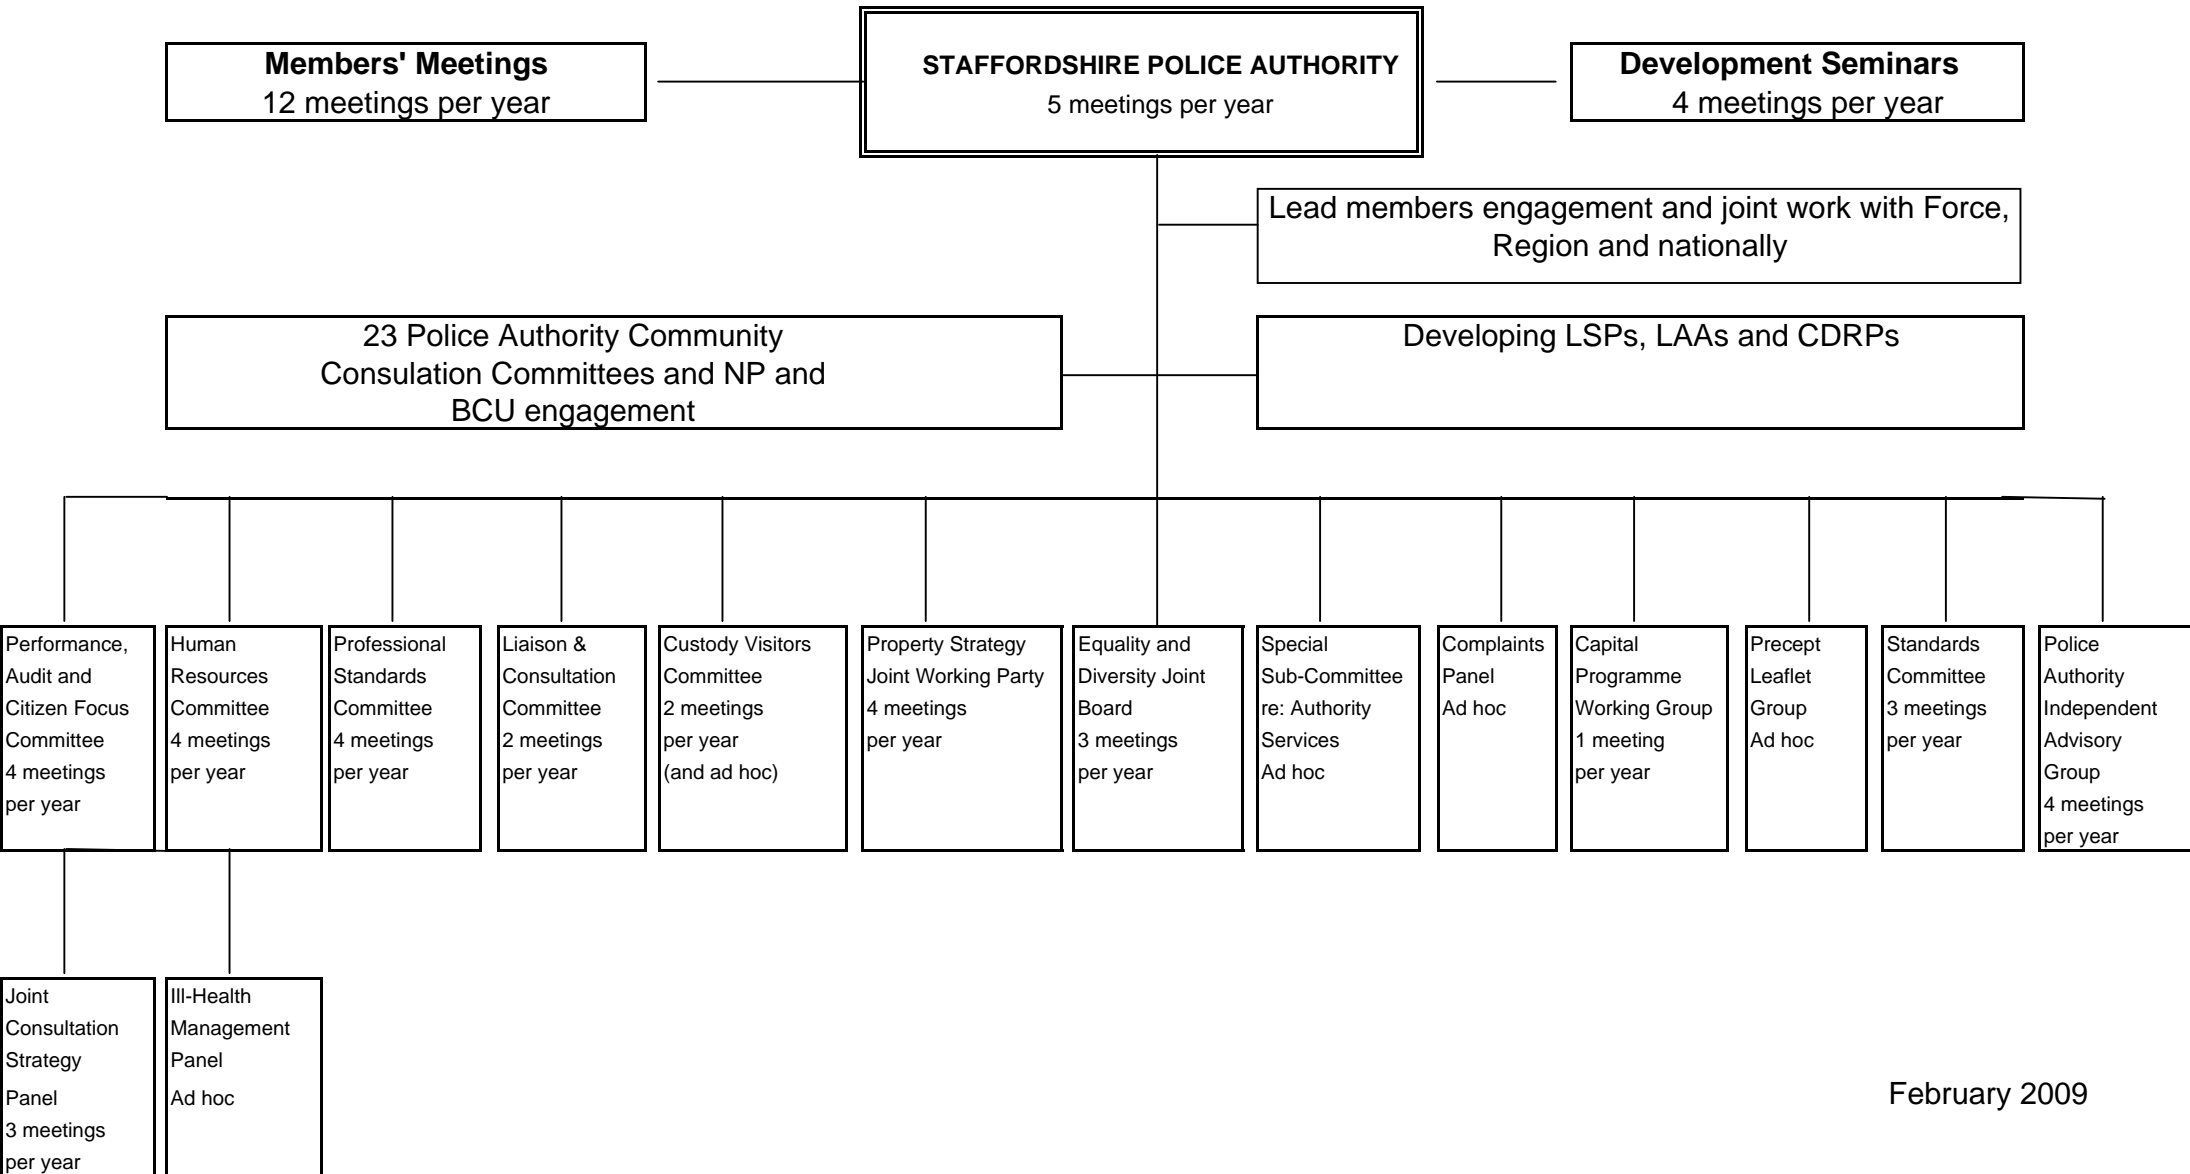 Members' Meetings
12 meetings per year
STAFFORDSHIRE POLICE AUTHORITY
5 meetings per year
Development Seminars
4 meetings per year
Lead members engagement and joint work with Force,
Region and nationally
23 Police Authority Community
Consulation Committees and NP and
BCU engagement
Developing LSPs, LAAs and CDRPs
Performance,
Audit and
Citizen Focus
Committee
4 meetings
per year
Human
Resources
Committee
4 meetings
per year
Professional
Standards
Committee
4 meetings
per year
Liaison &
Consultation
Committee
2 meetings
per year
Custody Visitors
Committee
2 meetings
per year
(and ad hoc)
Property Strategy
Joint Working Party
4 meetings
per year
Equality and
Diversity Joint
Board
3 meetings
per year
Special
Sub-Committee
re: Authority
Services
Ad hoc
Complaints
Panel
Ad hoc
Capital
Programme
Working Group
1 meeting
per year
Precept
Leaflet
Group
Ad hoc
Standards
Committee
3 meetings
per year
Police
Authority
Independent
Advisory
Group
4 meetings
per year
Joint
Consultation
Strategy
Panel
3 meetings
per year
Ill-Health
Management
Panel
Ad hoc
February 2009